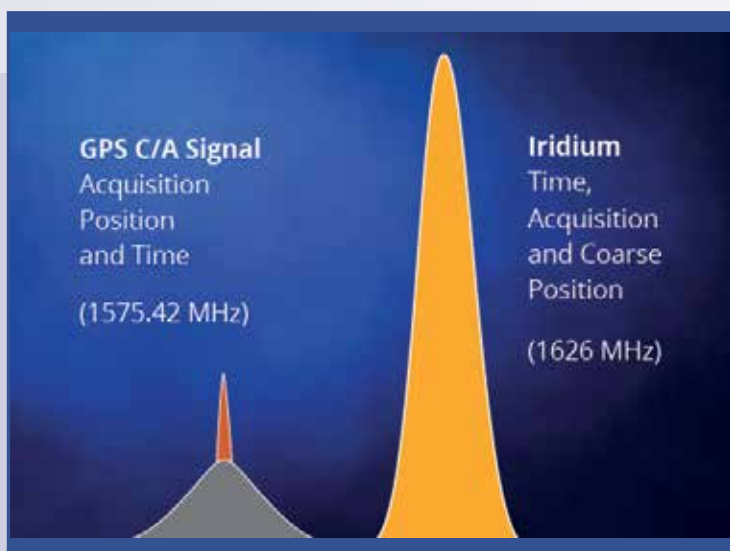 GPS C/A Signal
Acquisition
Position
and Time
(1575.42 MHz)
Iridium
Time,
Acquisition
and Coarse
Position
(1626 MHz)